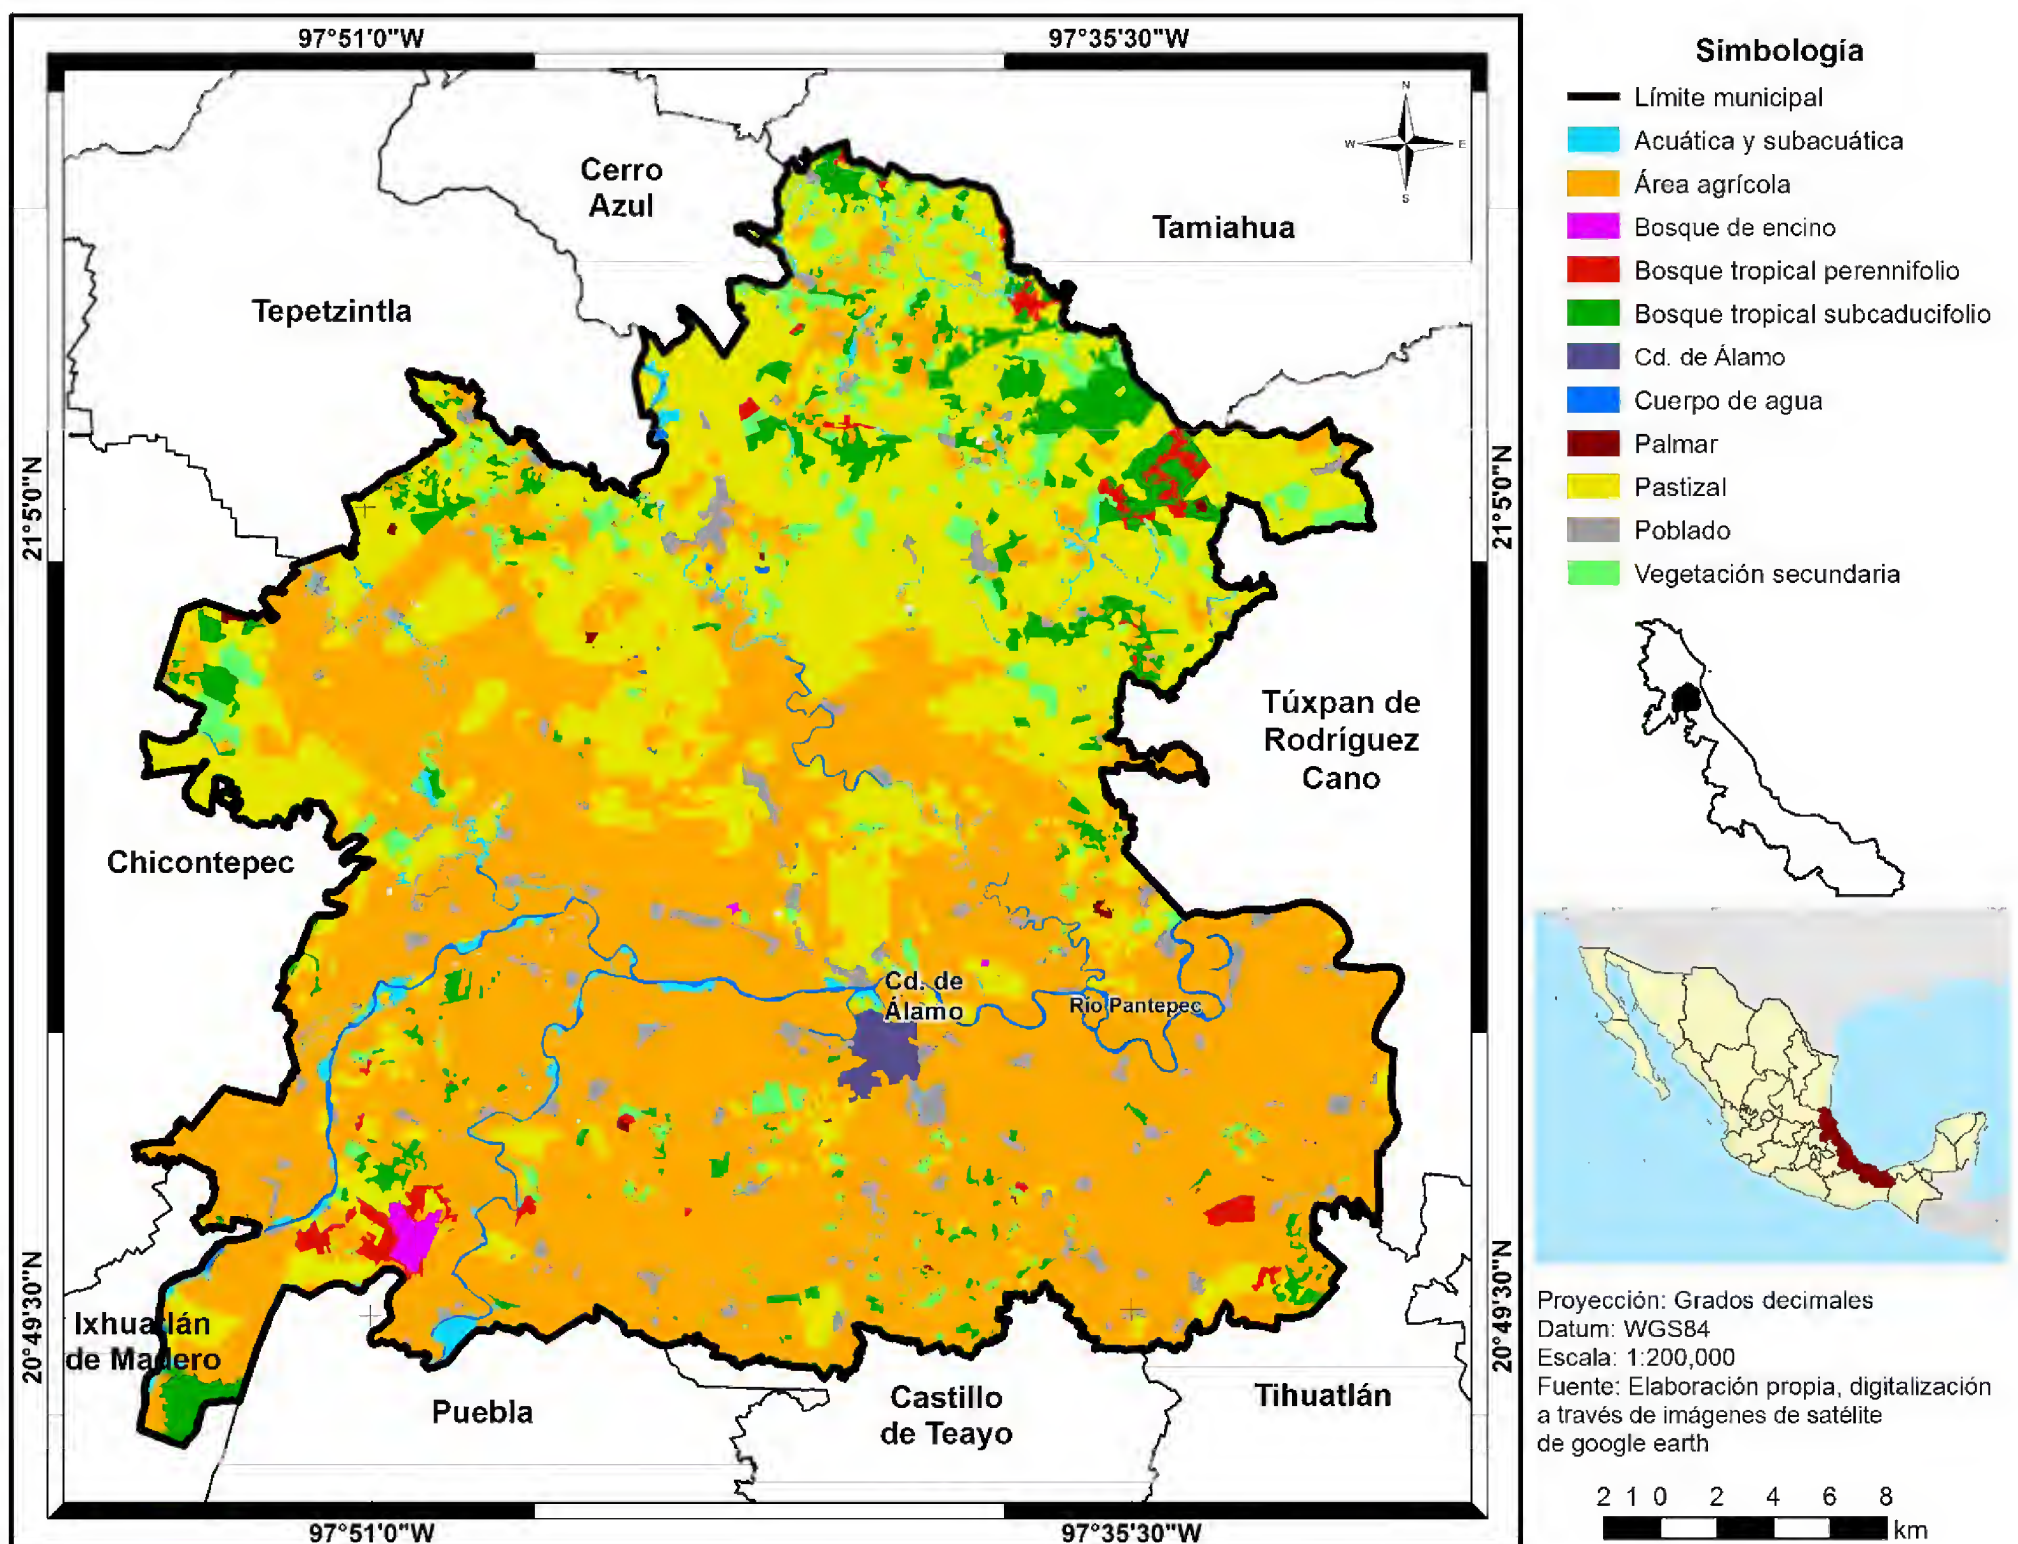 97°51'0"W
97°35'30"W
Simbología
Límite municipal
Acuática y subacuática
Área agrícola
Bosque de encino
Bosque tropical perennifolio
Bosque tropical subcaducifolio
Cd. de Álamo
Cuerpo de agua
Palmar
Pastizal
Poblado
Vegetación secundaria
N
W
E
S
Cerro
Azul
Tamiahua
Tepetzintla
21°5'0"N
21°5'0"N
Túxpan de
Rodríguez
Cano
Chicontepec
Cd. de
Álamo
Río Pantepec
20°49'30"N
20°49'30"N
Ixhuatlán
de Madero
Puebla
Castillo
de Teayo
Tihuatlán
97°51'0"W
97°35'30"W
Proyección: Grados decimales
Datum: WGS84
Escala: 1:200,000
Fuente: Elaboración propia, digitalización
a través de imágenes de satélite
de google earth
2 1 0 2 4 6 8
km